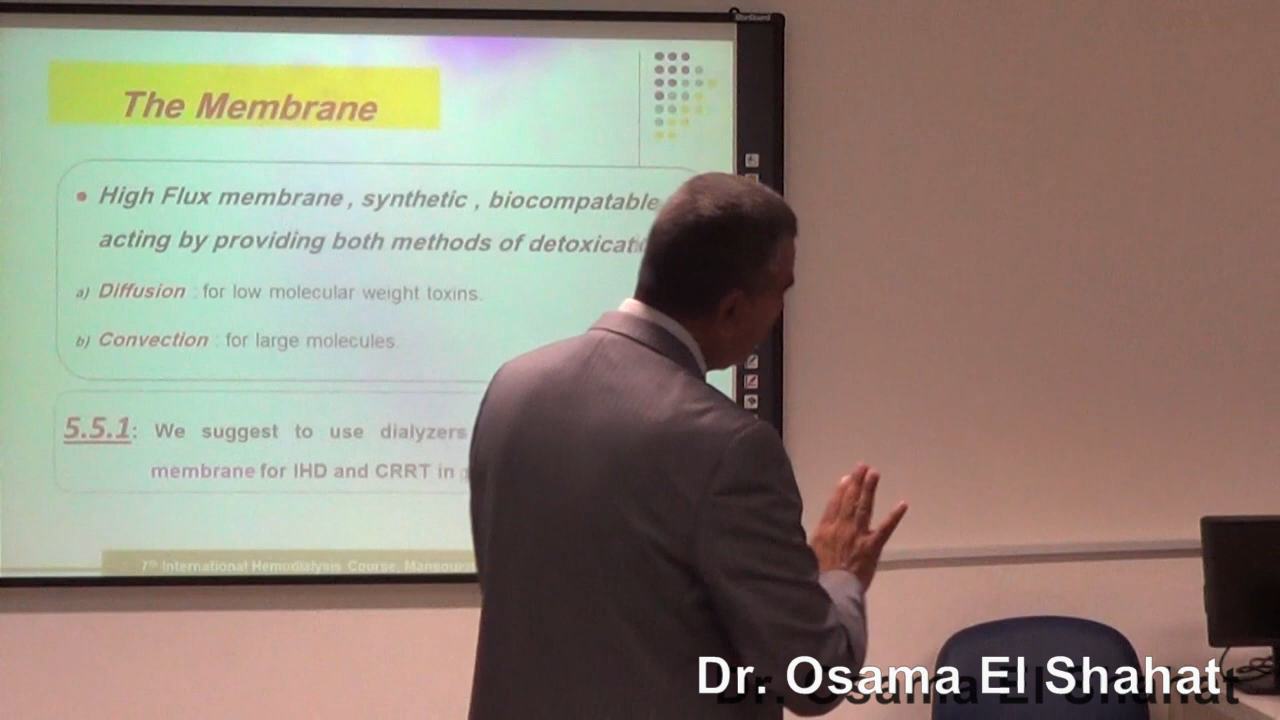 The Membrane
• High Flux membrane , synthetic , biocompatable
acting by providing both methods of
a) Diffusion : for low molecular weight toxins.
b) Convection : for large molecules.
5.5.1: We suggest to use dialyzers
membrane for IHD and CRRT in
7th International Hemodialysis Course,
Dr. Osama El Shahat